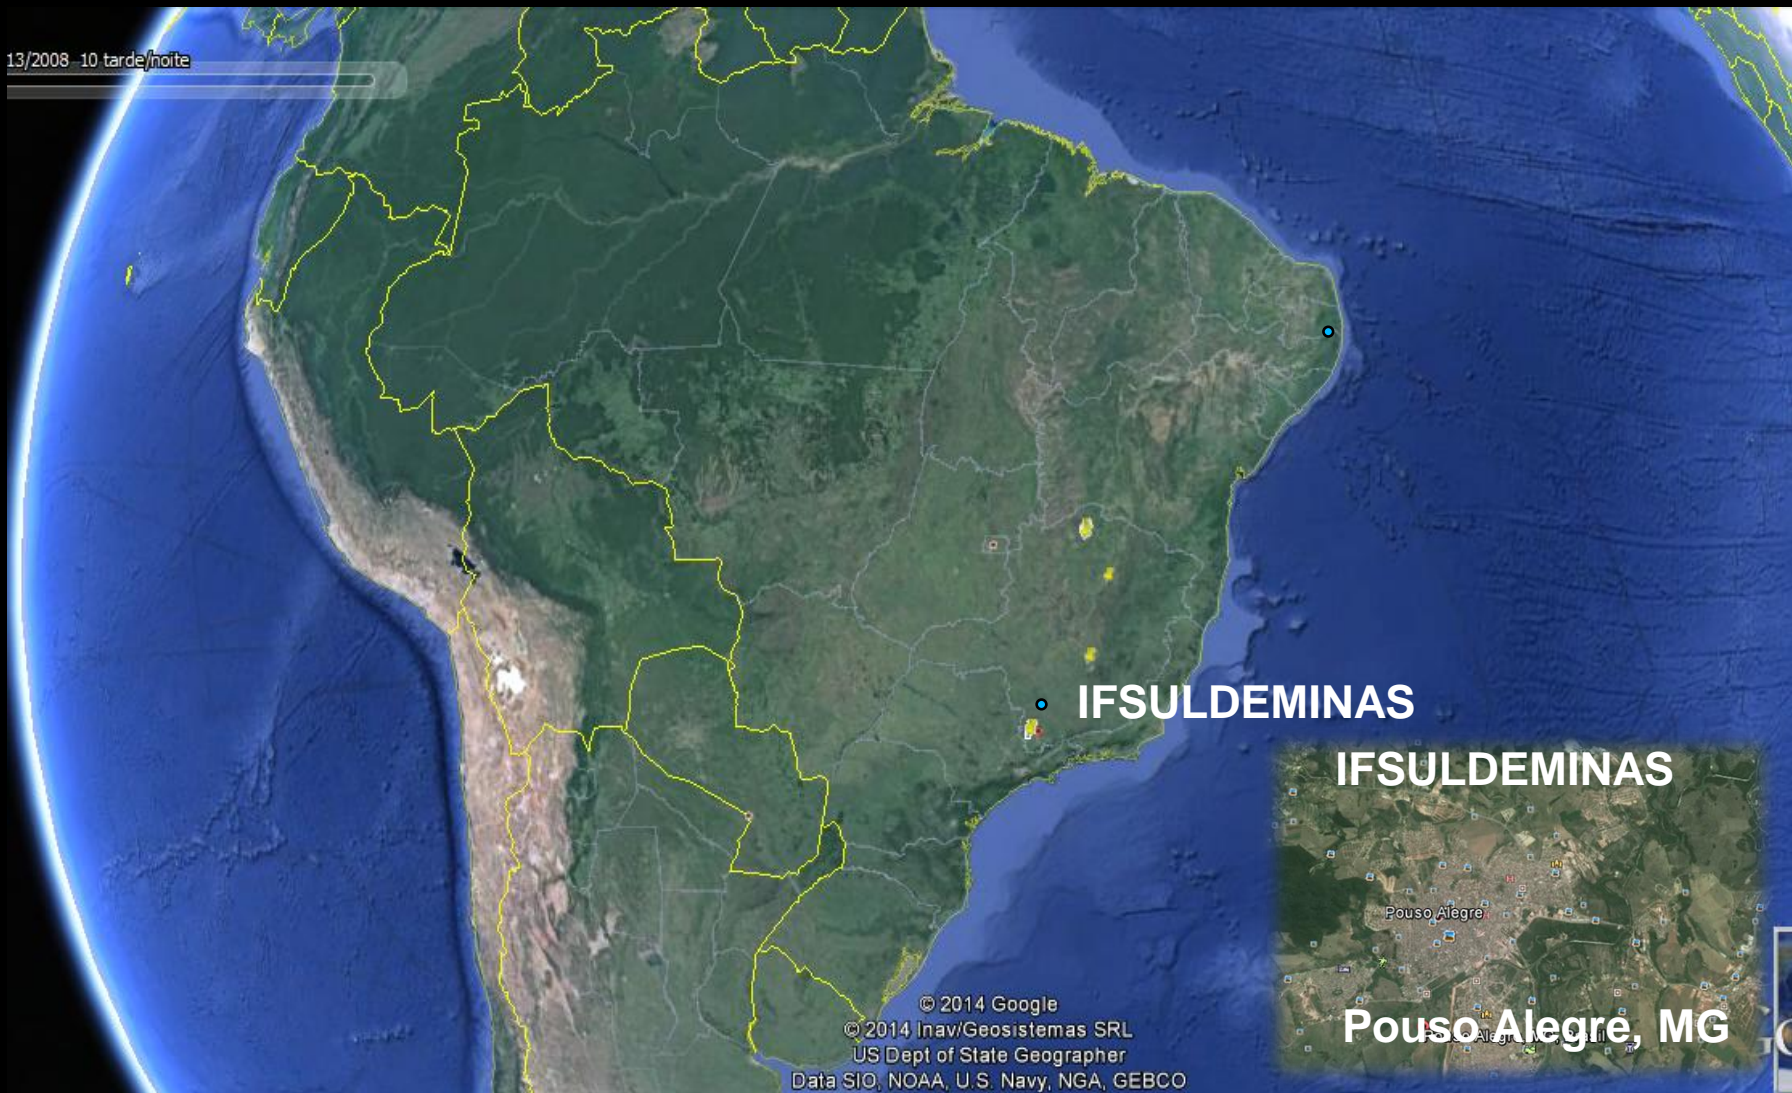 13/2008 10 tarde/noite
IFSULDEMINAS
IFSULDEMINAS
Pouso Alegre
Pouso Alegre, MG
© 2014 Google
© 2014 Inav/Geosistemas SRL
US Dept of State Geographer
Data SIO, NOAA, U.S. Navy, NGA, GEBCO